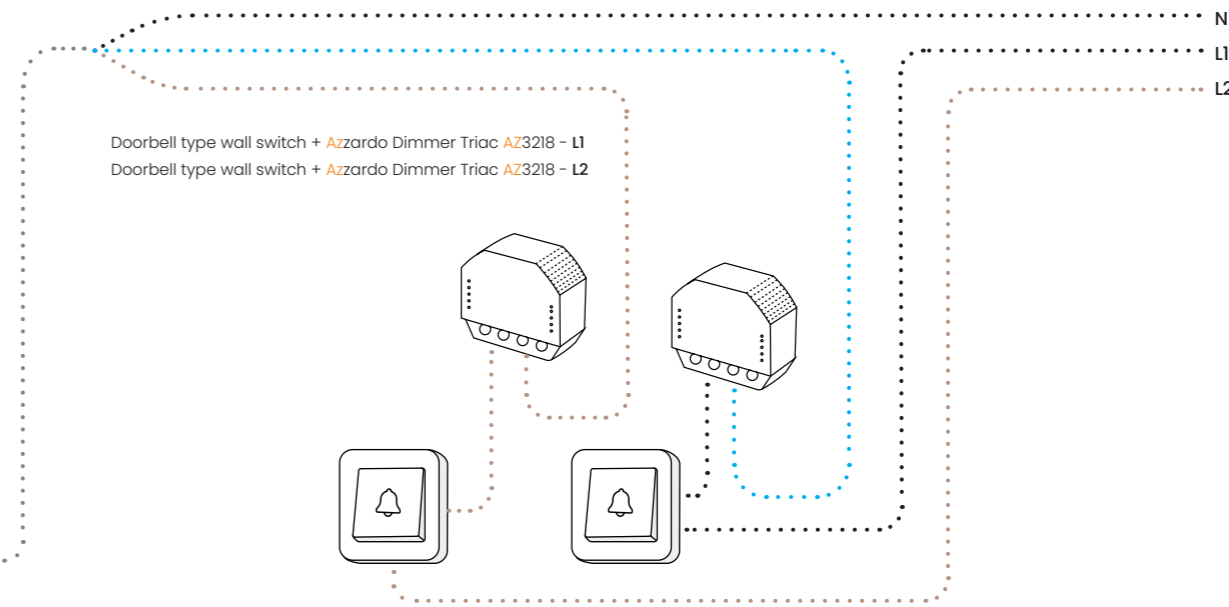 N
L1
L2
Doorbell type wall switch + Azzardo Dimmer Triac AZ3218 - L1
Doorbell type wall switch + Azzardo Dimmer Triac AZ3218 - L2